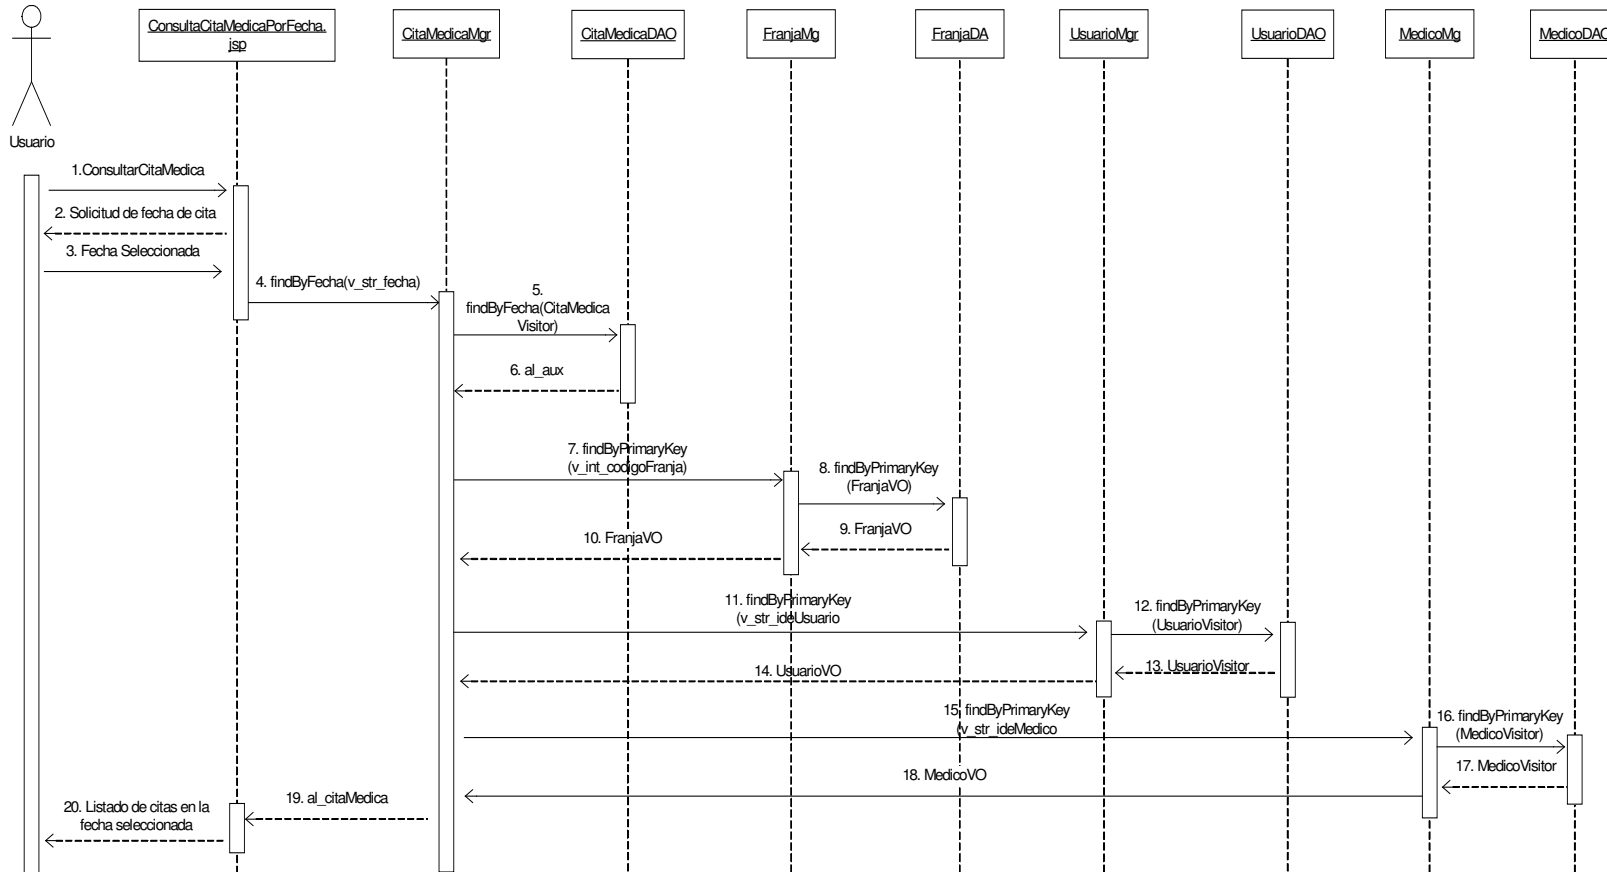 ConsultaCitaMedicaPorFecha.
jsp
CitaMedicaMgr
CitaMedicaDAO
FranjaMg
FranjaDA
UsuarioMgr
UsuarioDAO
MedicoMg
MedicoDAO
Usuario
1.ConsultarCitaMedica
2. Solicitud de fecha de cita
3. Fecha Seleccionada
4. findByFecha(v_str_fecha)
5.
findByFecha(CitaMedica
Visitor)
6. al_aux
7. findByPrimaryKey
(v_int_codigoFranja)
8. findByPrimaryKey
(FranjaVO)
9. FranjaVO
10. FranjaVO
11. findByPrimaryKey
(v_str_ideUsuario
12. findByPrimaryKey
(UsuarioVisitor)
13. UsuarioVisitor
14. UsuarioVO
15. findByPrimaryKey
(v_str_ideMedico
16. findByPrimaryKey
(MedicoVisitor)
17. MedicoVisitor
18. MedicoVO
19. al_citaMedica
20. Listado de citas en la
fecha seleccionada